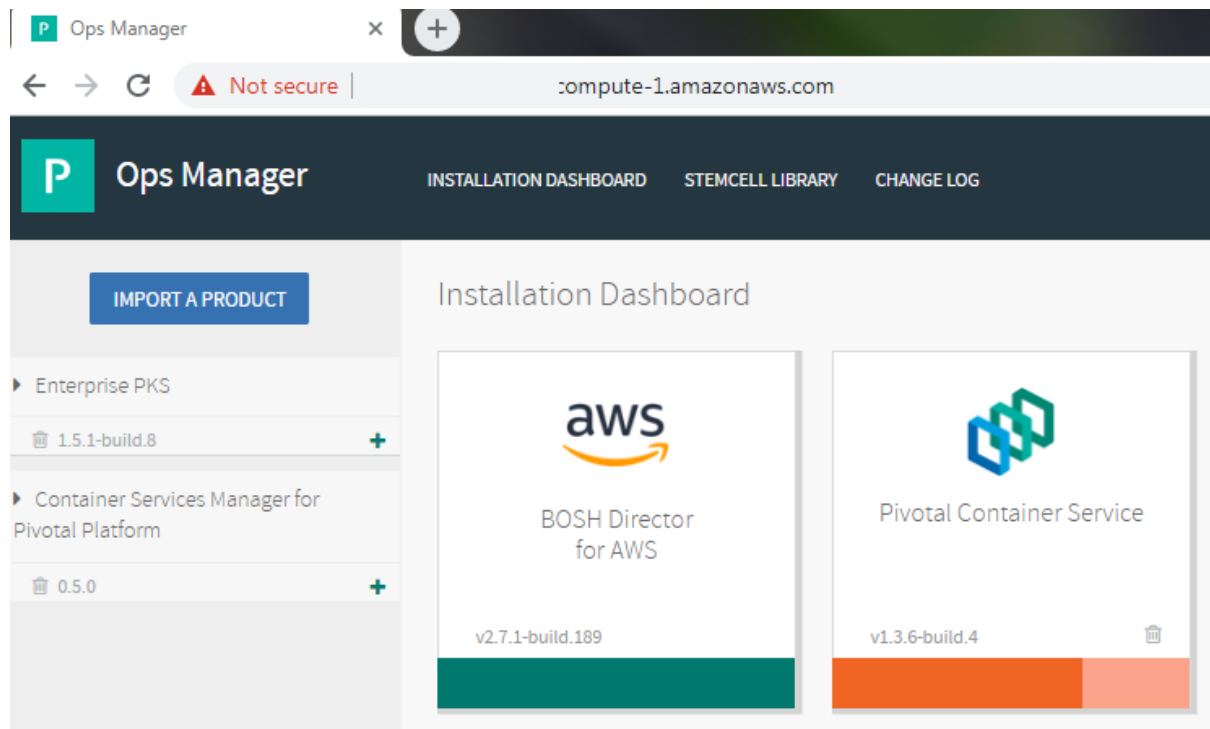 P Ops Manager
Not secure
compute-1.amazonaws.com
P Ops Manager
INSTALLATION DASHBOARD STEMCELL LIBRARY CHANGE LOG
IMPORT A PRODUCT
Installation Dashboard
Enterprise PKS
1.5.1-build.8
Container Services Manager for
Pivotal Platform
0.5.0
aws
BOSH Director
for AWS
v2.7.1-build.189
Pivotal Container Service
v1.3.6-build.4